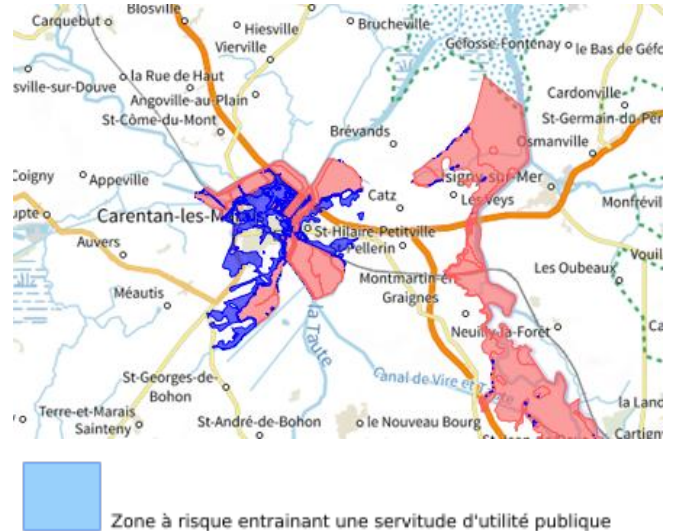 Blosville
Carquebut
Hiesville
Brucheville
Vierville
Géfosse-Fontenay
le Bas de Géfo
la Rue de Haut
sville-sur-Douve
Angoville-au-Plain
Cardonville
St-Germain-du-Per
St-Côme-du-Mont
Brévands
Osmanville
Coigny
Appeville
Isigny-sur-Mer
Catz
Les Veys
Monfrévil
upte
Carentan-les-Marais
St-Hilaire-Petitville
St-Pellerin
Auvers
Vouil
Les Oubeaux
Montmartin-en-
Graignes
Méautis
la Taute
Neuilly-la-Forêt
Ca
St-Georges-de-
Bohon
Canal de Vire et Taute
la Land
Terre-et-Marais
Sainteny
St-André-de-Bohon
le Nouveau Bourg
Cartign
Zone à risque entrainant une servitude d'utilité publique